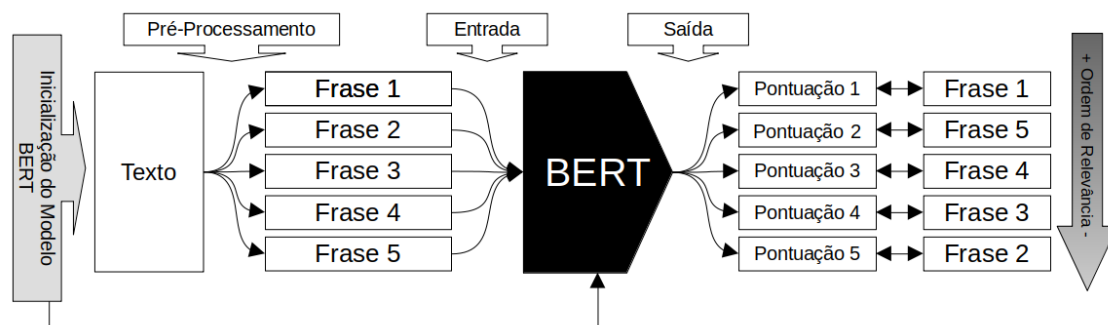 Pré-Processamento
Entrada
Saída
Inicialização do Modelo
BERT
Texto
Frase 1
Frase 2
Frase 3
Frase 4
Frase 5
BERT
Pontuação 1
Frase 1
Pontuação 2
Frase 5
Pontuação 3
Frase 4
Pontuação 4
Frase 3
Pontuação 5
Frase 2
+ Ordem de Relevância -